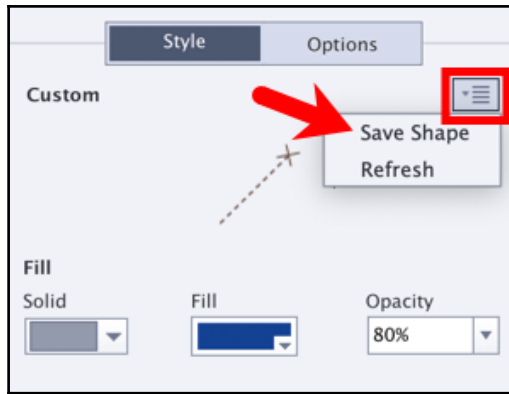 Style Options
Custom
Save Shape
Refresh
Fill
Solid Fill Opacity
80%